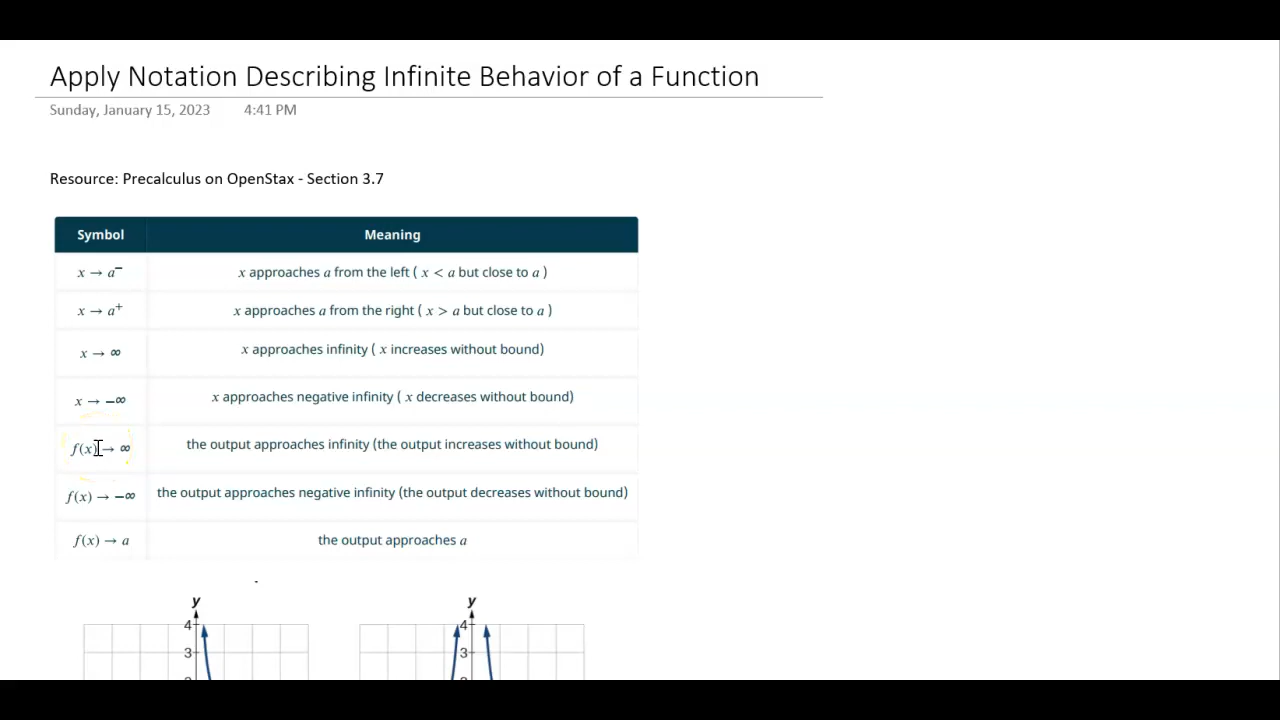 Apply Notation Describing Infinite Behavior of a Function
Sunday, January 15, 2023 4:41 PM
Resource: Precalculus on OpenStax - Section 3.7
Symbol Meaning
x → a⁻ x approaches a from the left ( x < a but close to a )
x → a⁺ x approaches a from the right ( x > a but close to a )
x → ∞ x approaches infinity ( x increases without bound)
x → −∞ x approaches negative infinity ( x decreases without bound)
f(x) → ∞ the output approaches infinity (the output increases without bound)
f(x) → −∞ the output approaches negative infinity (the output decreases without bound)
f(x) → a the output approaches a
y y
4 4
3 3